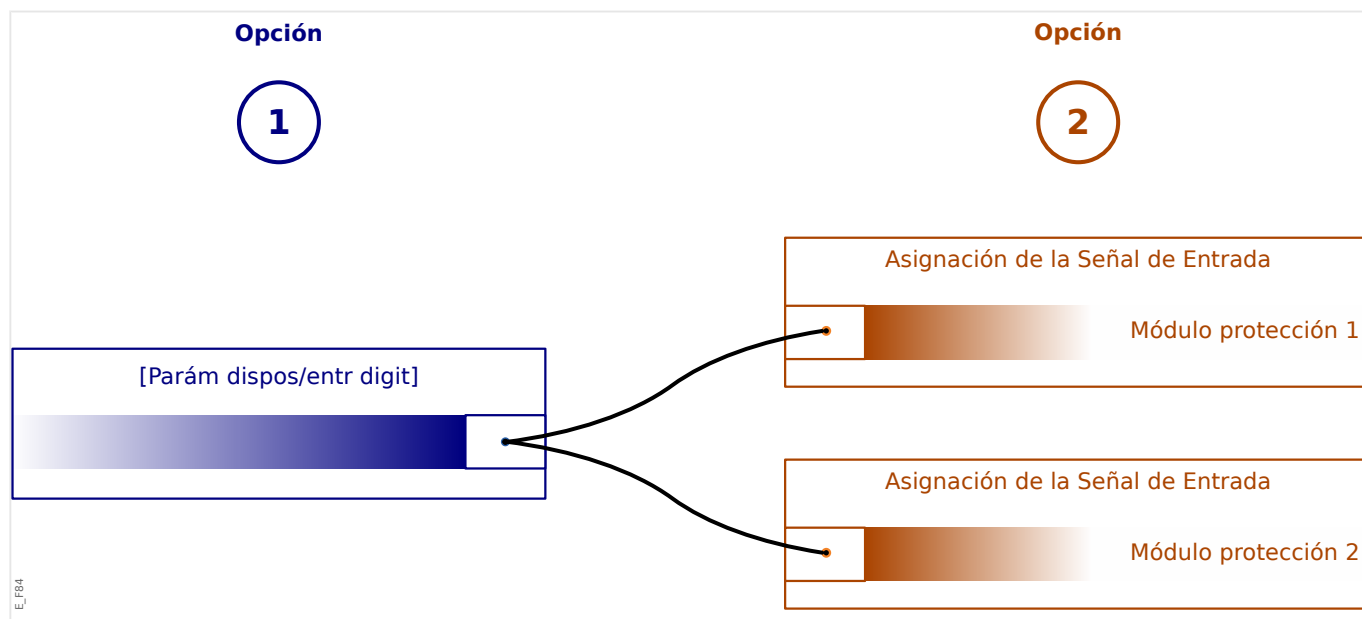 Opción
1
Opción
2
[Parám dispos/entr digit]
Asignación de la Señal de Entrada
Módulo protección 1
Asignación de la Señal de Entrada
Módulo protección 2
E_F84